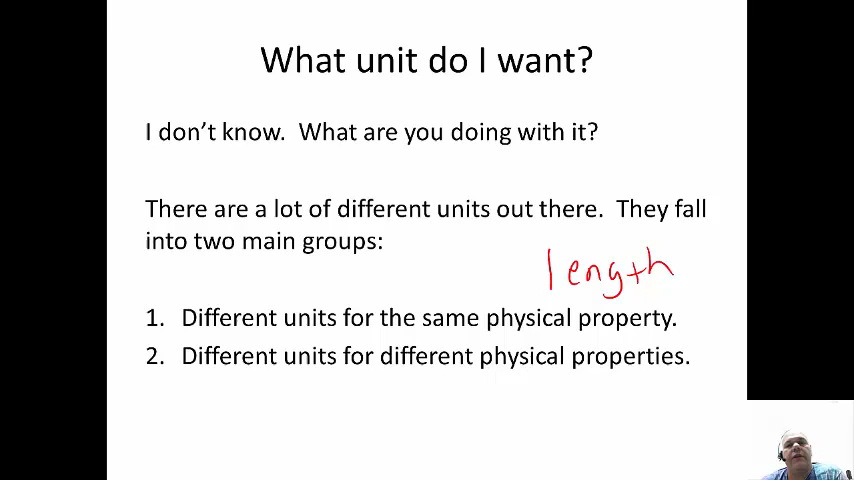 What unit do I want?
I don't know. What are you doing with it?
There are a lot of different units out there. They fall
into two main groups:
length
1. Different units for the same physical property.
2. Different units for different physical properties.